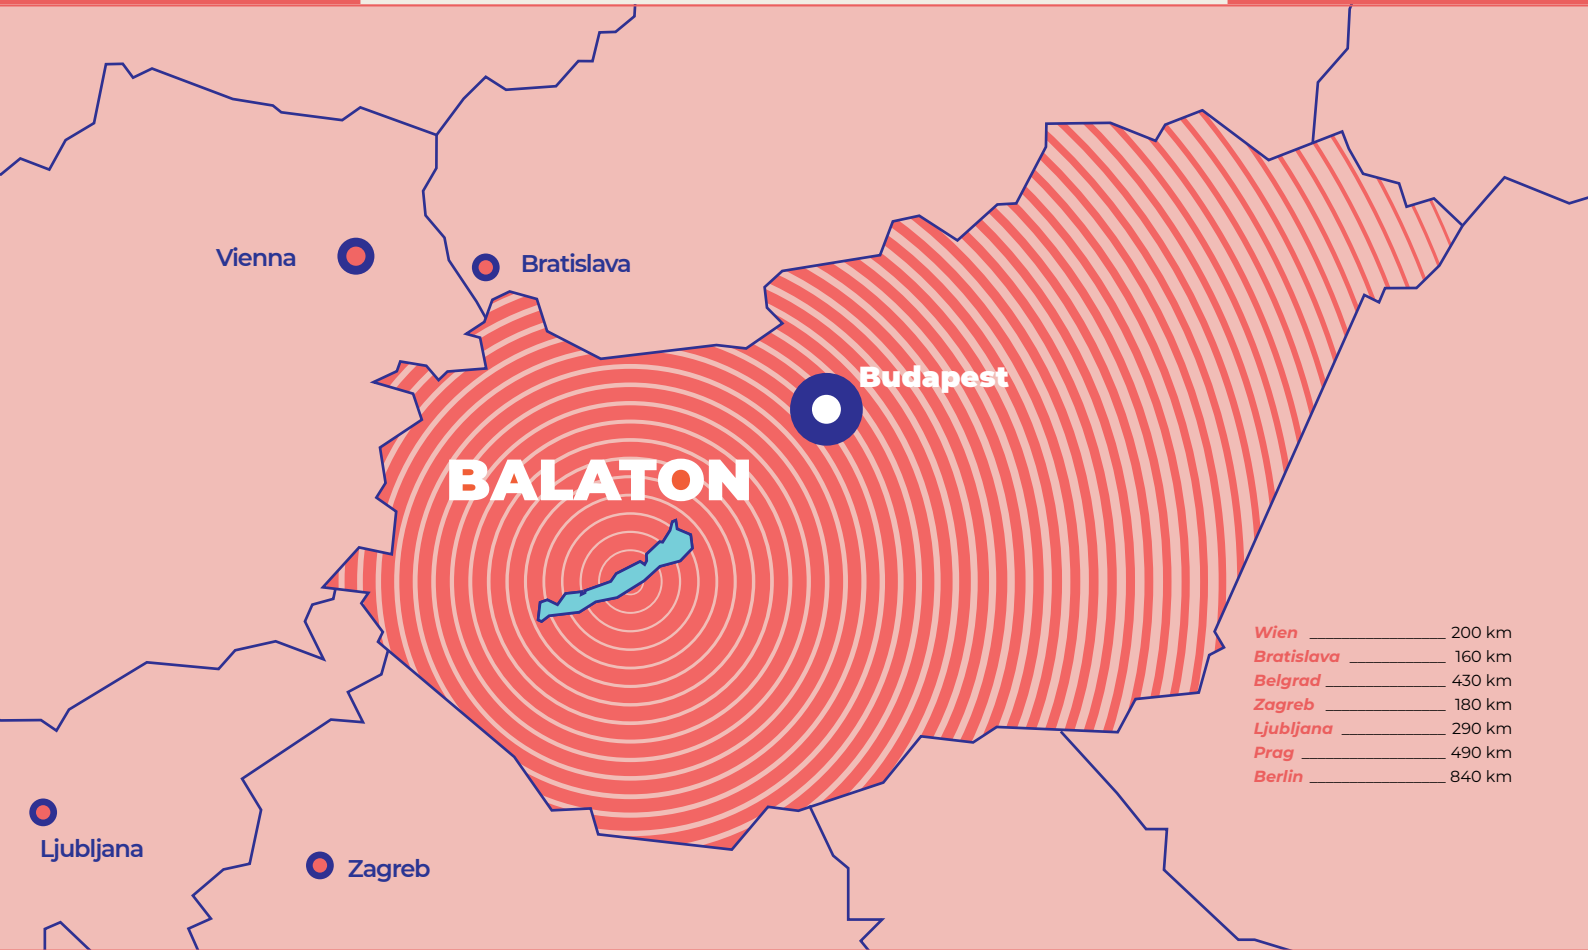 Vienna
Bratislava
Budapest
BALATON
Wien 200 km
Bratislava 160 km
Belgrad 430 km
Zagreb 180 km
Ljubljana 290 km
Prag 490 km
Berlin 840 km
Ljubljana
Zagreb